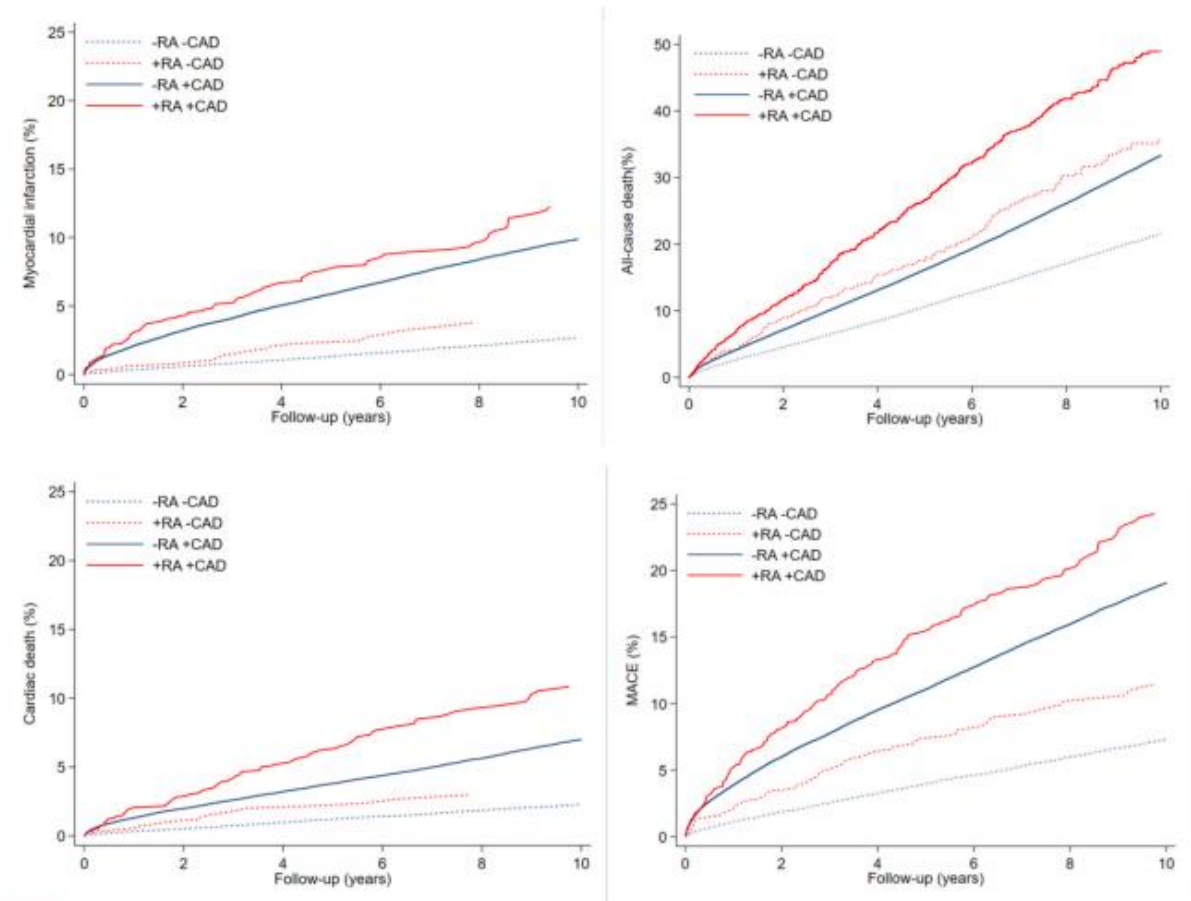 25
20
15
10
5
0
Myocardial infarction (%)
-RA -CAD
+RA -CAD
-RA +CAD
+RA +CAD
0 2 4 6 8 10
Follow-up (years)
50
40
30
20
10
0
All-cause death(%)
-RA -CAD
+RA -CAD
-RA +CAD
+RA +CAD
0 2 4 6 8 10
Follow-up (years)
25
20
15
10
5
0
Cardiac death (%)
-RA -CAD
+RA -CAD
-RA +CAD
+RA +CAD
0 2 4 6 8 10
Follow-up (years)
25
20
15
10
5
0
MACE (%)
-RA -CAD
+RA -CAD
-RA +CAD
+RA +CAD
0 2 4 6 8 10
Follow-up (years)